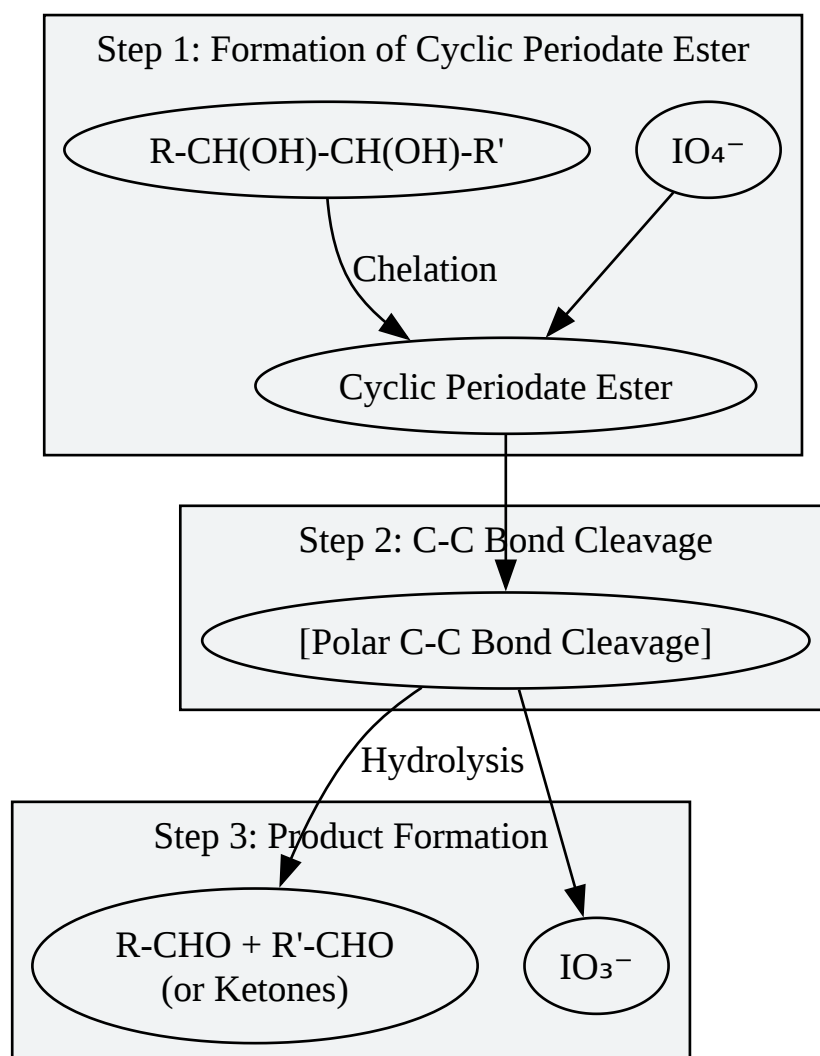 Step 1: Formation of Cyclic Periodate Ester
R-CH(OH)-CH(OH)-R'
IO₄⁻
Chelation
Cyclic Periodate Ester
Step 2: C-C Bond Cleavage
[Polar C-C Bond Cleavage]
Hydrolysis
Step 3: Product Formation
R-CHO + R'-CHO
(or Ketones)
IO₃⁻